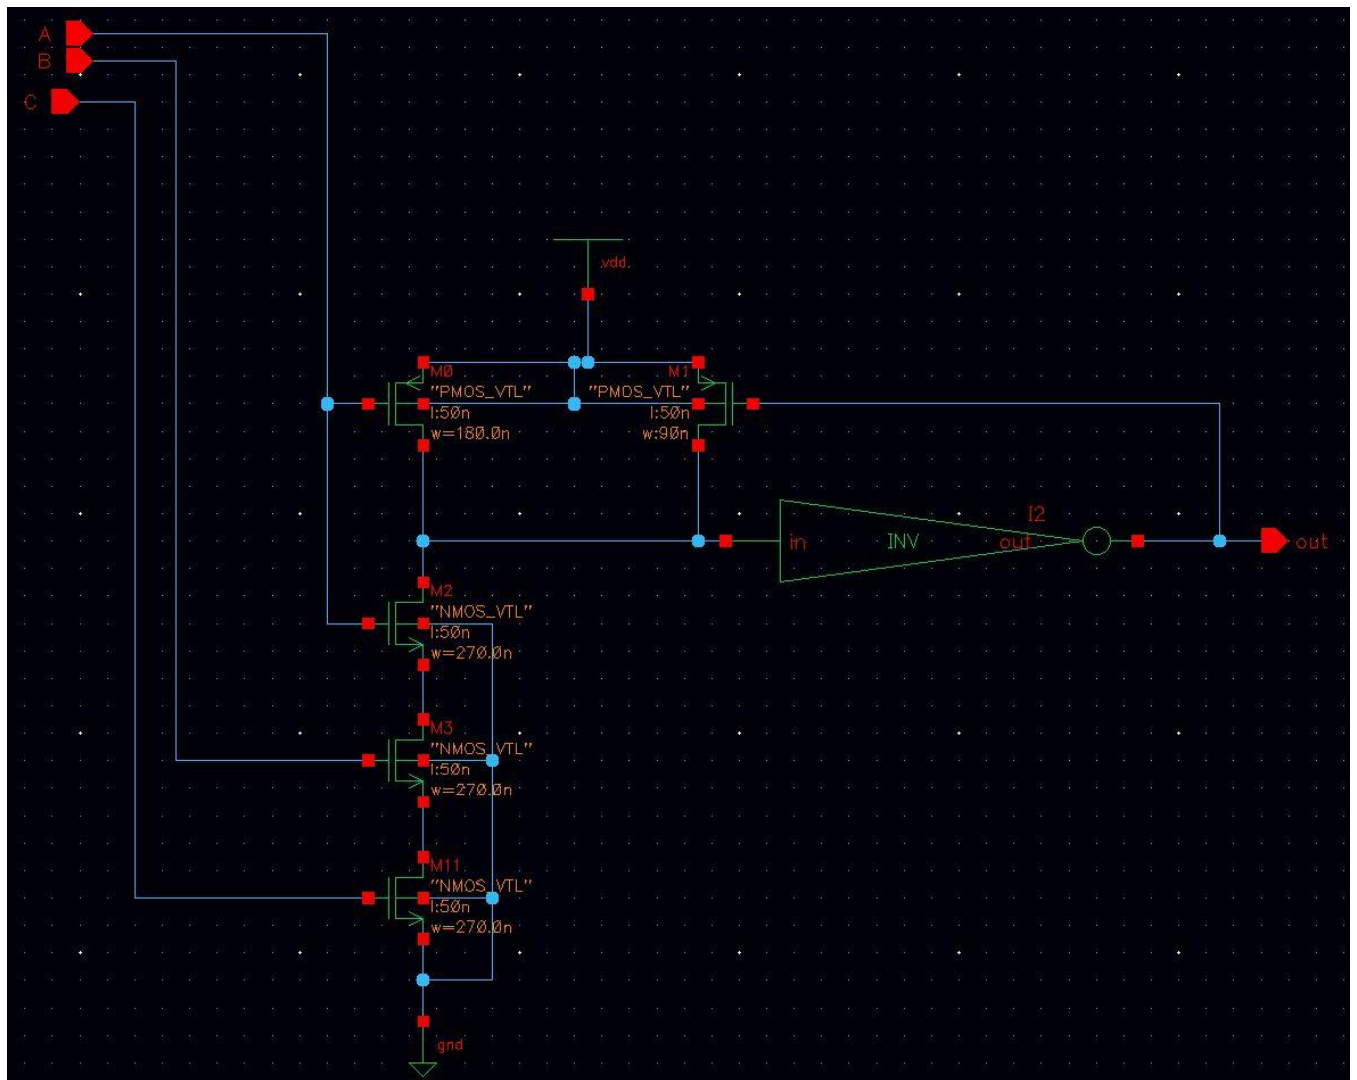 A
B
C
vdd
M0
"PMOS_VTL"
l:50n
w=180.0n
M1
"PMOS_VTL"
l:50n
w:90n
I2
in
INV
out
out
M2
"NMOS_VTL"
l:50n
w=270.0n
M3
"NMOS_VTL"
l:50n
w=270.0n
M11
"NMOS_VTL"
l:50n
w=270.0n
gnd